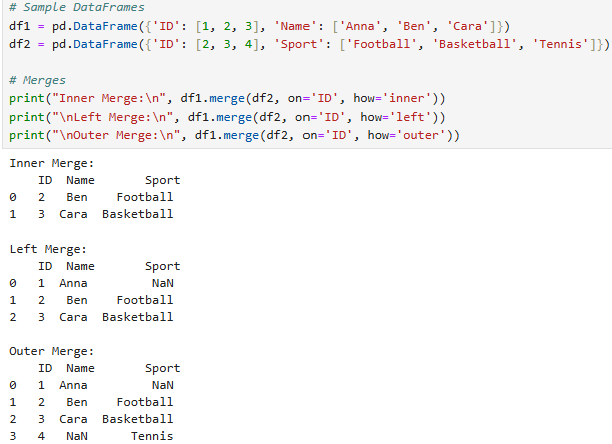 # Sample DataFrames
df1 = pd.DataFrame({'ID': [1, 2, 3], 'Name': ['Anna', 'Ben', 'Cara']})
df2 = pd.DataFrame({'ID': [2, 3, 4], 'Sport': ['Football', 'Basketball', 'Tennis']})

# Merges
print("Inner Merge:\n", df1.merge(df2, on='ID', how='inner'))
print("\nLeft Merge:\n", df1.merge(df2, on='ID', how='left'))
print("\nOuter Merge:\n", df1.merge(df2, on='ID', how='outer'))

Inner Merge:
    ID  Name       Sport
0   2   Ben    Football
1   3  Cara  Basketball

Left Merge:
    ID  Name       Sport
0   1  Anna         NaN
1   2   Ben    Football
2   3  Cara  Basketball

Outer Merge:
    ID  Name       Sport
0   1  Anna         NaN
1   2   Ben    Football
2   3  Cara  Basketball
3   4   NaN      Tennis